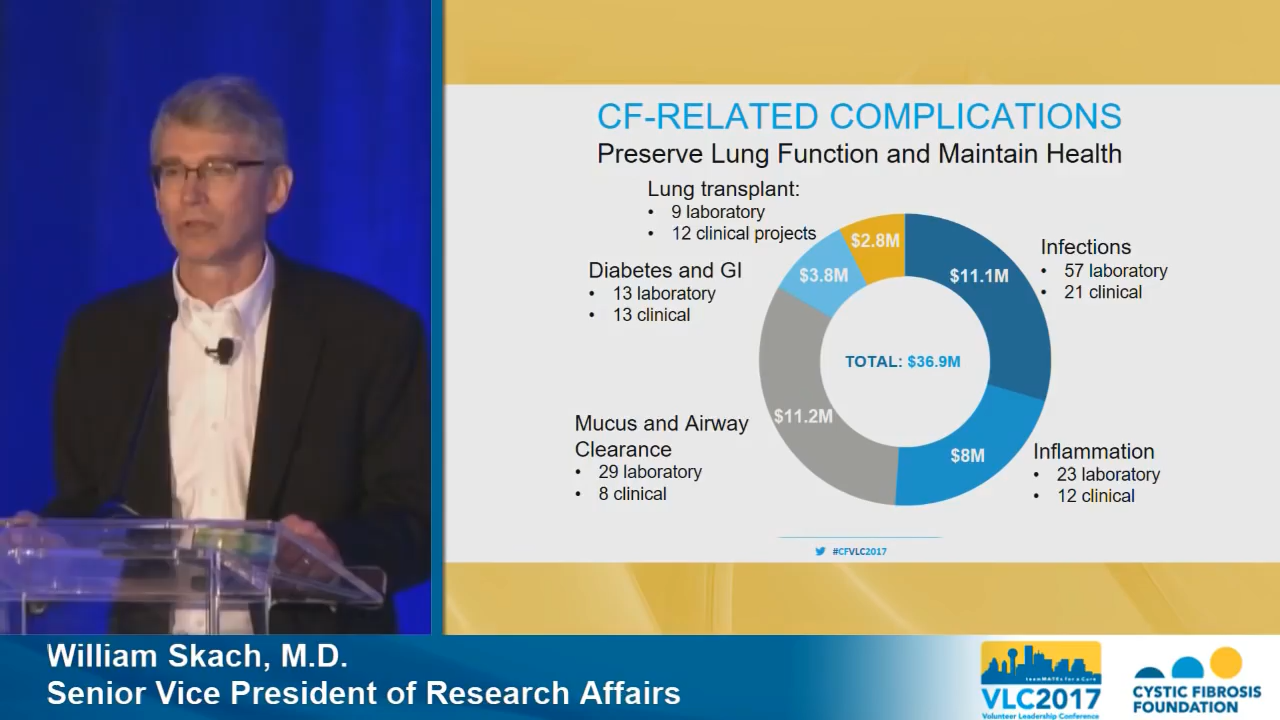 CF-RELATED COMPLICATIONS
Preserve Lung Function and Maintain Health
Lung transplant:
• 9 laboratory
• 12 clinical projects
Diabetes and GI
• 13 laboratory
• 13 clinical
Mucus and Airway
Clearance
• 29 laboratory
• 8 clinical
$2.8M
$3.8M
$11.1M
TOTAL: $36.9M
$11.2M
$8M
Infections
• 57 laboratory
• 21 clinical
Inflammation
• 23 laboratory
• 12 clinical
#CFVLC2017
William Skach, M.D.
Senior Vice President of Research Affairs
teamMATEs for a Cure
VLC2017
Volunteer Leadership Conference
CYSTIC FIBROSIS
FOUNDATION